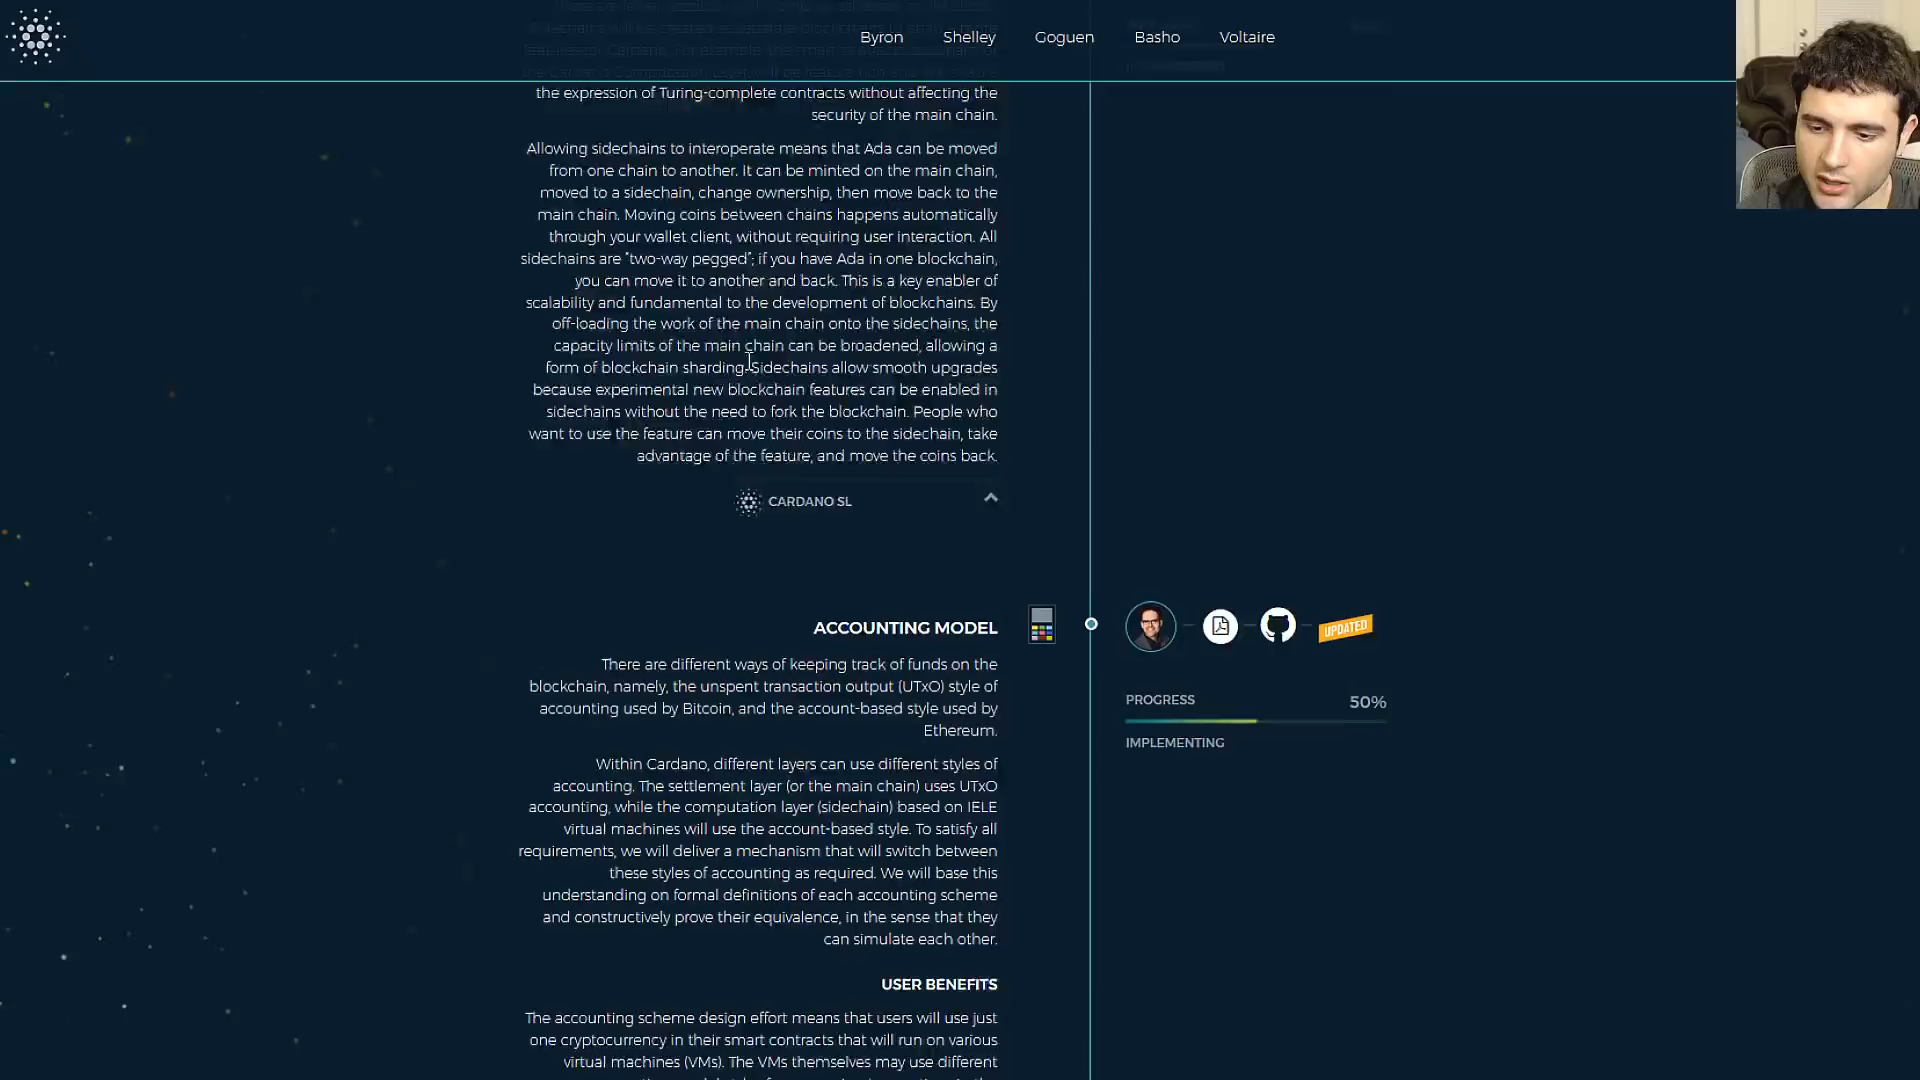 Byron
Shelley
Goguen
Basho
Voltaire
the expression of Turing-complete contracts without affecting the
security of the main chain.
Allowing sidechains to interoperate means that Ada can be moved
from one chain to another. It can be minted on the main chain,
moved to a sidechain, change ownership, then move back to the
main chain. Moving coins between chains happens automatically
through your wallet client, without requiring user interaction. All
sidechains are "two-way pegged"; if you have Ada in one blockchain,
you can move it to another and back. This is a key enabler of
scalability and fundamental to the development of blockchains. By
off-loading the work of the main chain onto the sidechains, the
capacity limits of the main chain can be broadened, allowing a
form of blockchain sharding. Sidechains allow smooth upgrades
because experimental new blockchain features can be enabled in
sidechains without the need to fork the blockchain. People who
want to use the feature can move their coins to the sidechain, take
advantage of the feature, and move the coins back.
CARDANO SL
ACCOUNTING MODEL
UPDATED
There are different ways of keeping track of funds on the
blockchain, namely, the unspent transaction output (UTxO) style of
accounting used by Bitcoin, and the account-based style used by
Ethereum.
PROGRESS
50%
IMPLEMENTING
Within Cardano, different layers can use different styles of
accounting. The settlement layer (or the main chain) uses UTxO
accounting, while the computation layer (sidechain) based on IELE
virtual machines will use the account-based style. To satisfy all
requirements, we will deliver a mechanism that will switch between
these styles of accounting as required. We will base this
understanding on formal definitions of each accounting scheme
and constructively prove their equivalence, in the sense that they
can simulate each other.
USER BENEFITS
The accounting scheme design effort means that users will use just
one cryptocurrency in their smart contracts that will run on various
virtual machines (VMs). The VMs themselves may use different